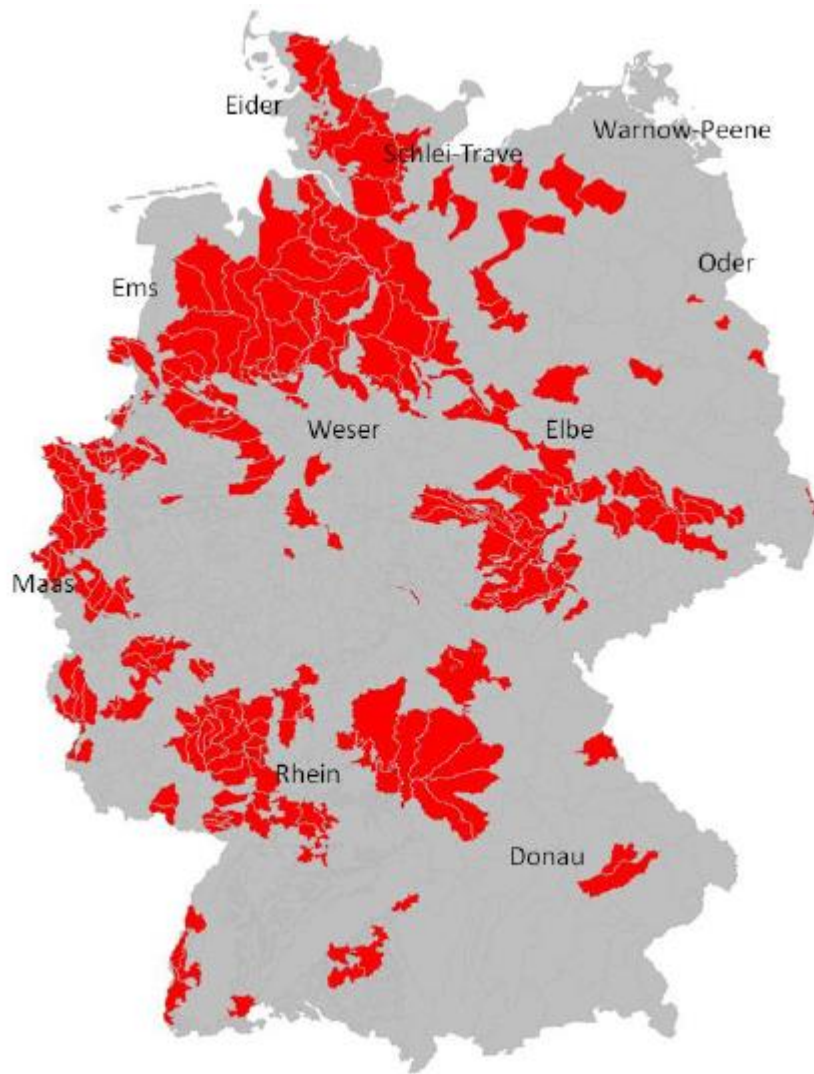 Eider
Warnow-Peene
Schlei-Trave
Oder
Ems
Weser
Elbe
Maas
Rhein
Donau